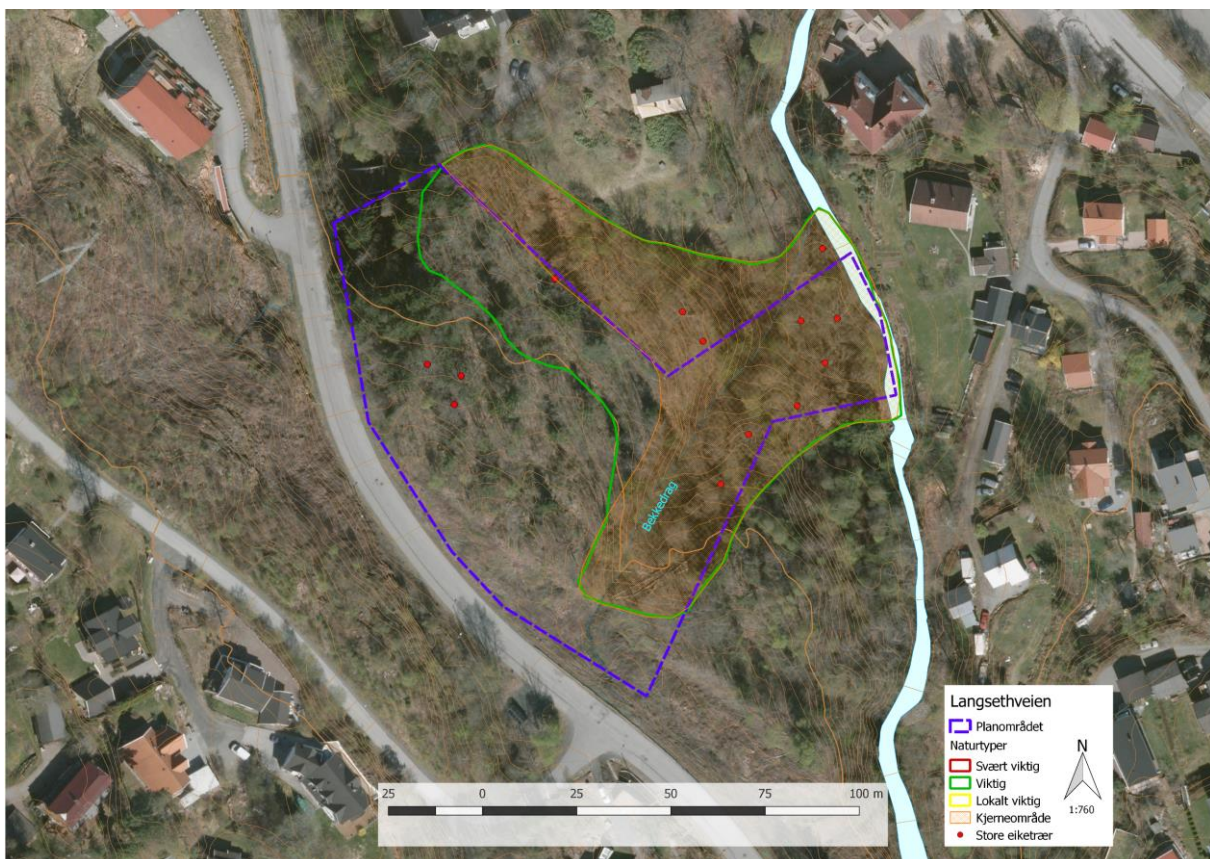 Bekkedrag
Langsethveien
Planområdet
Naturtyper
Svært viktig
Viktig
Lokalt viktig
Kjerneområde
Store eiketrær
N
1:760
25 0 25 50 75 100 m